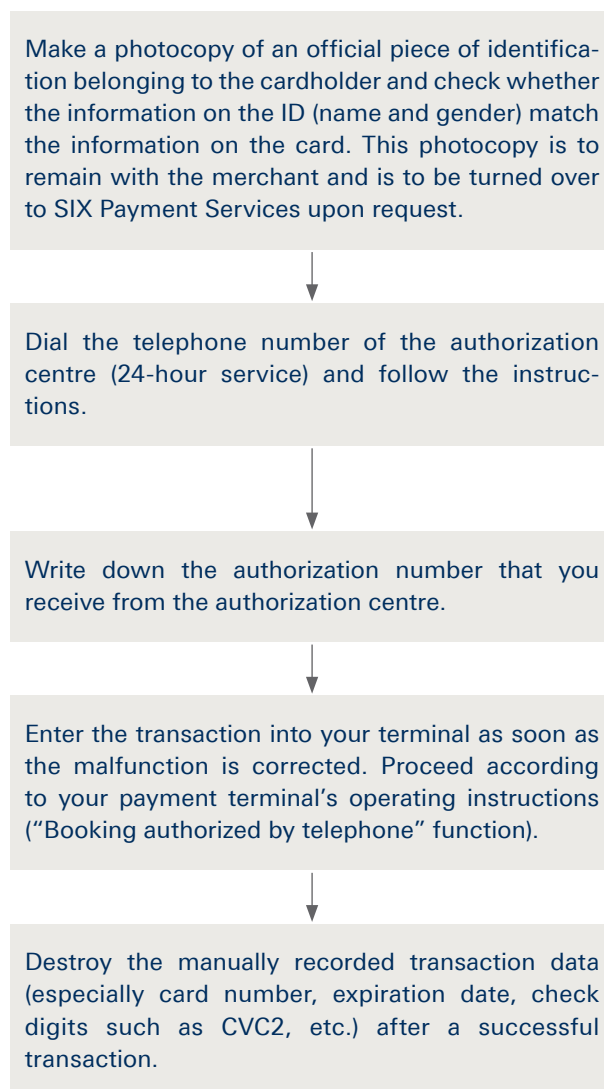 Make a photocopy of an official piece of identifica-
tion belonging to the cardholder and check whether
the information on the ID (name and gender) match
the information on the card. This photocopy is to
remain with the merchant and is to be turned over
to SIX Payment Services upon request.
Dial the telephone number of the authorization
centre (24-hour service) and follow the instruc-
tions.
Write down the authorization number that you
receive from the authorization centre.
Enter the transaction into your terminal as soon as
the malfunction is corrected. Proceed according
to your payment terminal’s operating instructions
(“Booking authorized by telephone” function).
Destroy the manually recorded transaction data
(especially card number, expiration date, check
digits such as CVC2, etc.) after a successful
transaction.